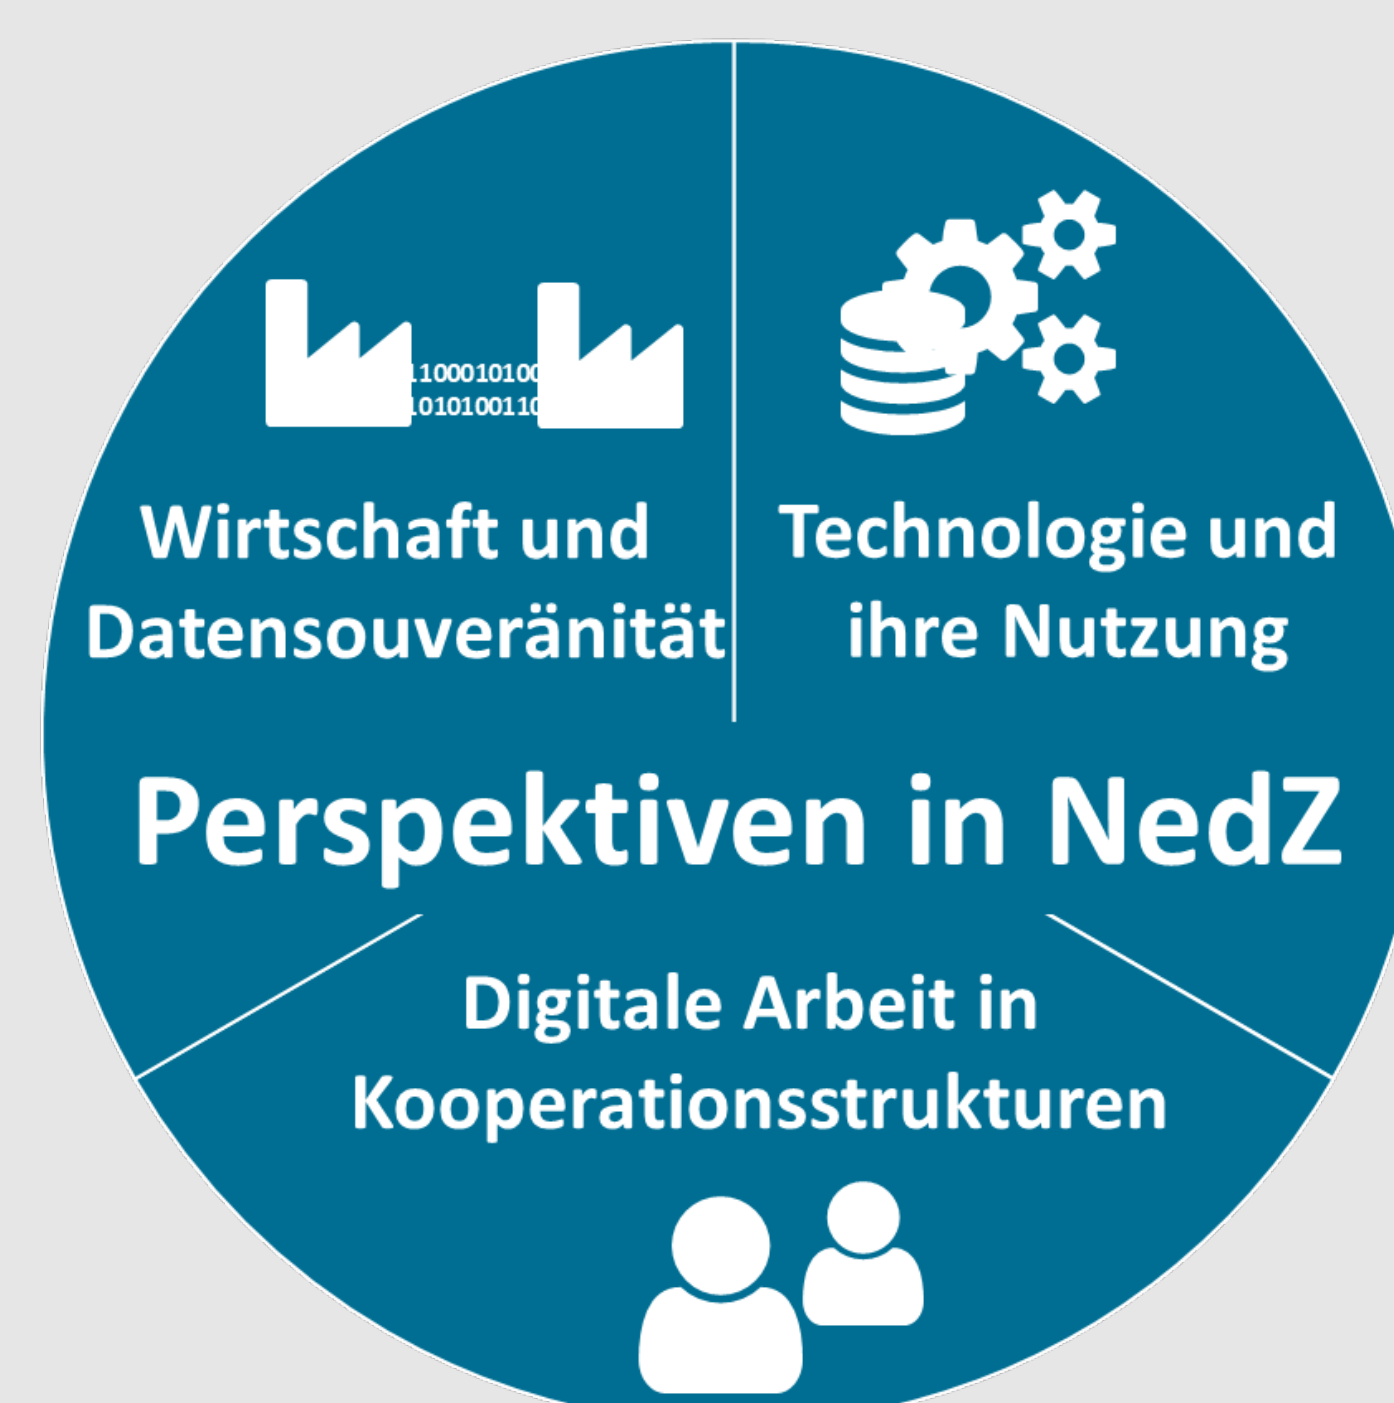 1100010100
1010100110
Wirtschaft und
Datensouveränität
Technologie und
ihre Nutzung
Perspektiven in NedZ
Digitale Arbeit in
Kooperationsstrukturen